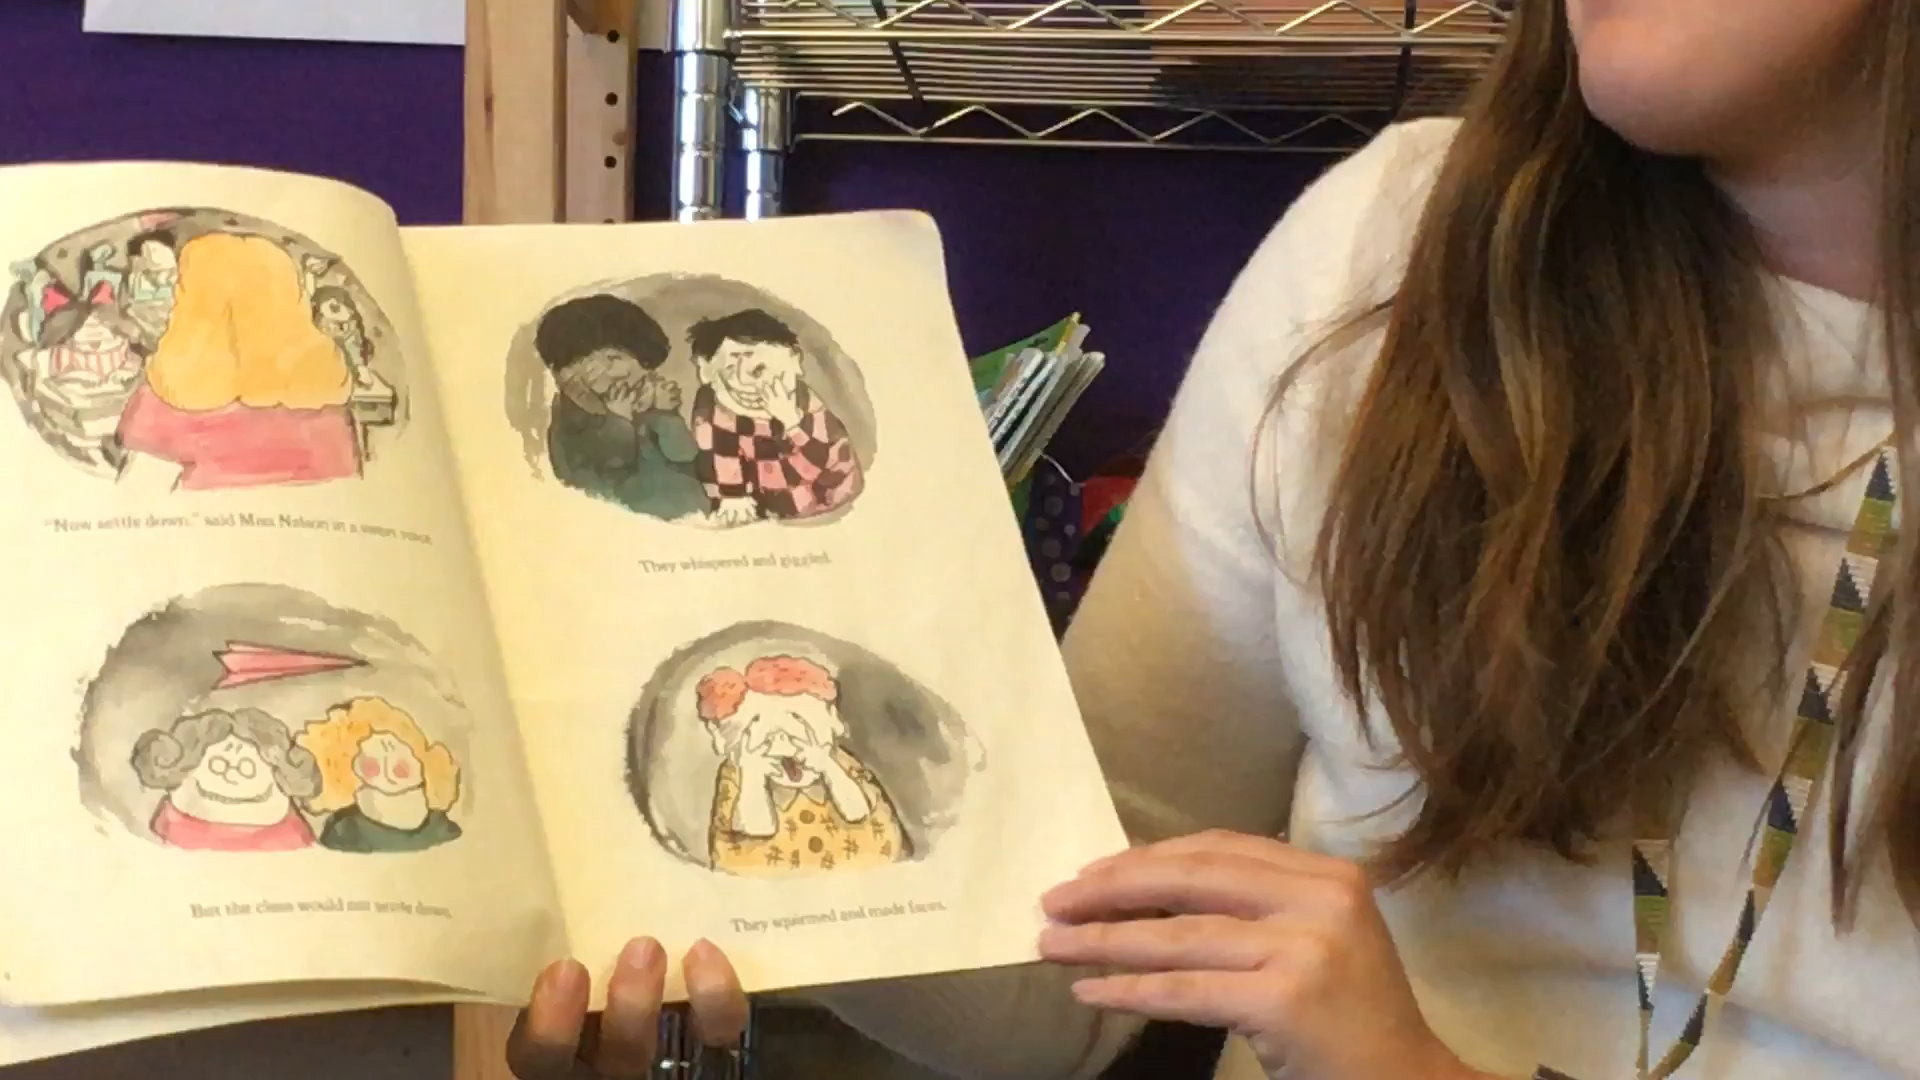 "Now settle down," said Miss Nelson in a sweet voice.
But the class would not settle down.
They whispered and giggled.
They squirmed and made faces.